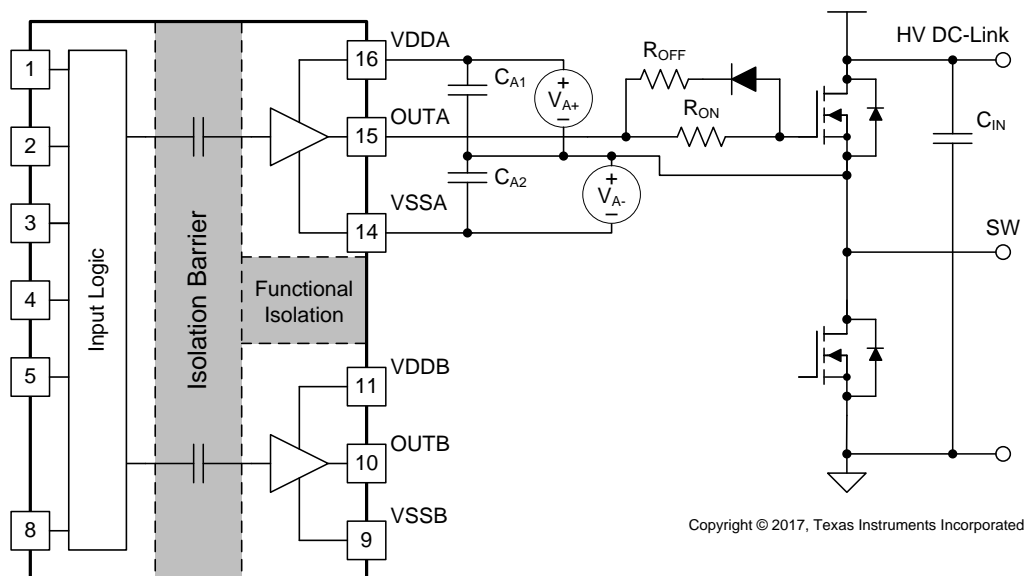 1
2
3
4
5
8
Input Logic
Isolation Barrier
Functional
Isolation
16
VDDA
15
OUTA
14
VSSA
11
VDDB
10
OUTB
9
VSSB
CA1
CA2
+
VA+
−
+
VA-
−
ROFF
RON
CIN
HV DC-Link
SW
Copyright © 2017, Texas Instruments Incorporated